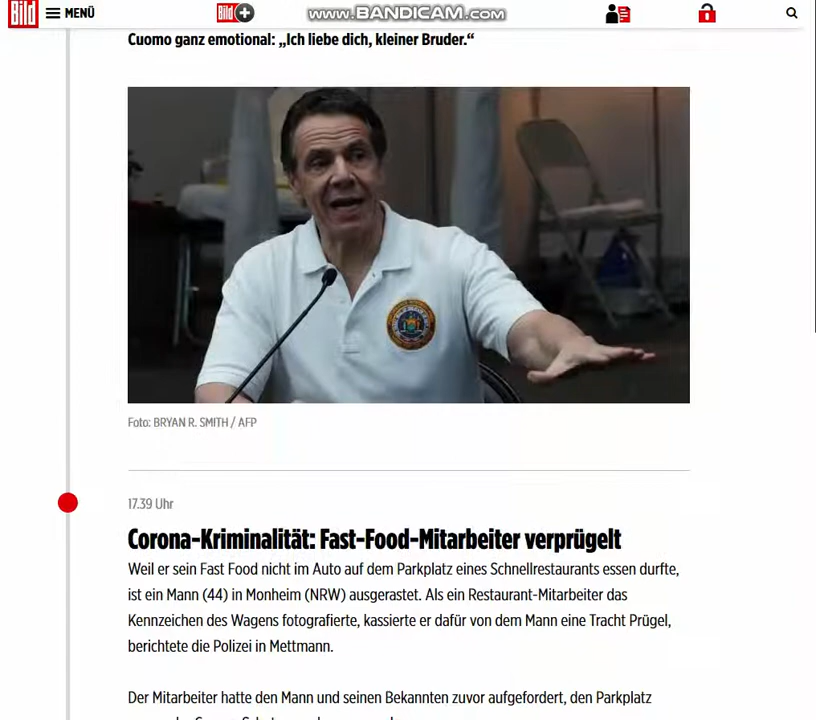 Bild
MENÜ
Bild
www.BANDICAM.com
Cuomo ganz emotional: „Ich liebe dich, kleiner Bruder.“
Foto: BRYAN R. SMITH / AFP
17.39 Uhr
Corona-Kriminalität: Fast-Food-Mitarbeiter verprügelt
Weil er sein Fast Food nicht im Auto auf dem Parkplatz eines Schnellrestaurants essen durfte,
ist ein Mann (44) in Monheim (NRW) ausgerastet. Als ein Restaurant-Mitarbeiter das
Kennzeichen des Wagens fotografierte, kassierte er dafür von dem Mann eine Tracht Prügel,
berichtete die Polizei in Mettmann.
Der Mitarbeiter hatte den Mann und seinen Bekannten zuvor aufgefordert, den Parkplatz